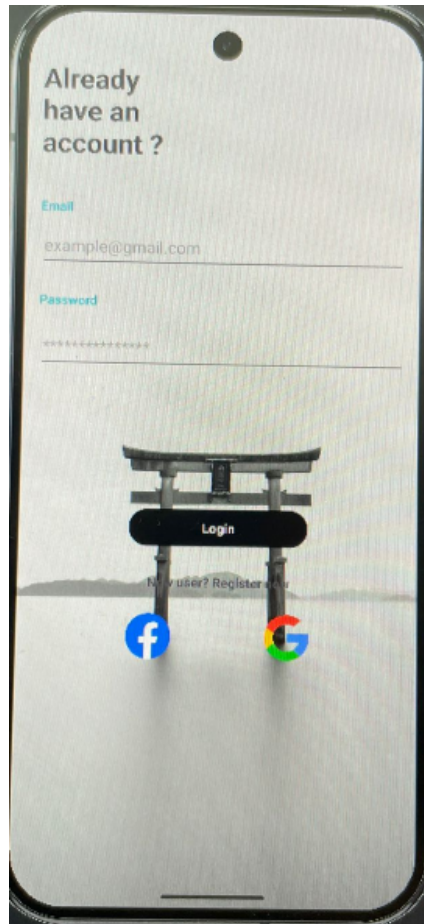 Already
have an
account ?
Email
example@gmail.com
Password
***************
Login
user? Register